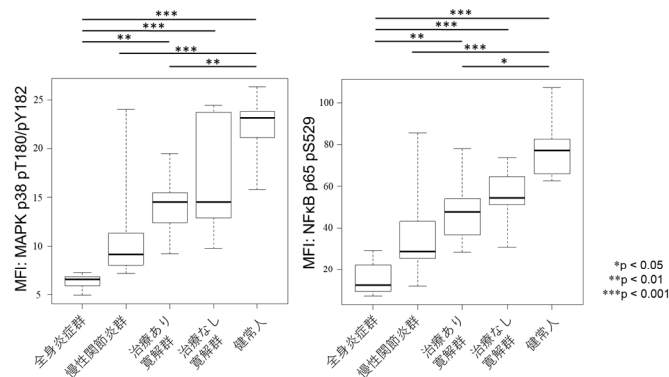 ***
***
**
***
**
***
***
**
***
*
MFI: MAPK p38 pT180/pY182
25
20
15
10
5
全身炎症群
慢性関節炎群
治療あり
寛解群
治療なし
寛解群
健常人
MFI: NFκB p65 pS529
100
80
60
40
20
全身炎症群
慢性関節炎群
治療あり
寛解群
治療なし
寛解群
健常人
*p < 0.05
**p < 0.01
***p < 0.001